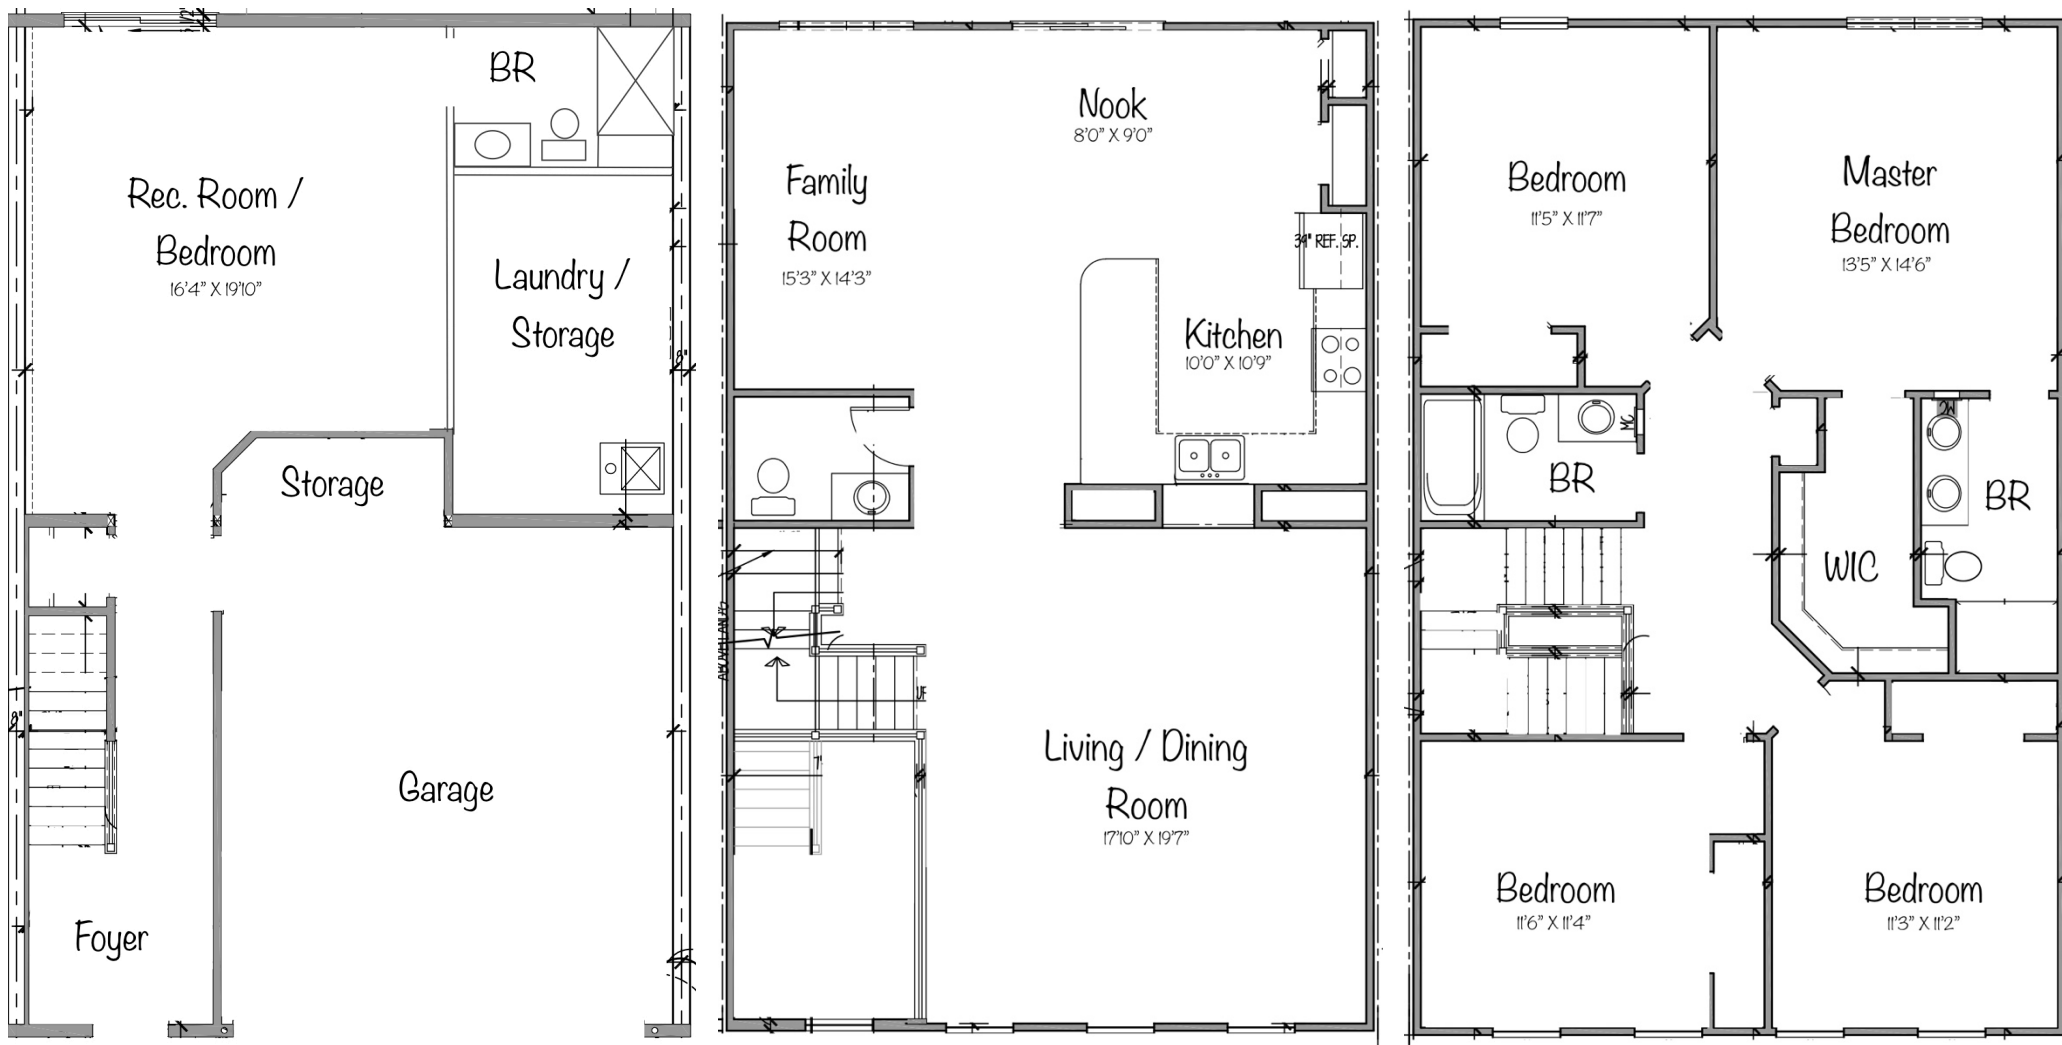 BR
Rec. Room /
Bedroom
16'4" X 19'10"
Laundry /
Storage
8"
Storage
8"
Garage
Foyer
Nook
8'0" X 9'0"
Family
Room
15'3" X 14'3"
REF. SP.
Kitchen
10'0" X 10'9"
Living / Dining
Room
17'10" X 19'7"
Bedroom
11'5" X 11'7"
Master
Bedroom
13'5" X 14'6"
MC
BR
BR
WIC
Bedroom
11'6" X 11'4"
Bedroom
11'3" X 11'2"